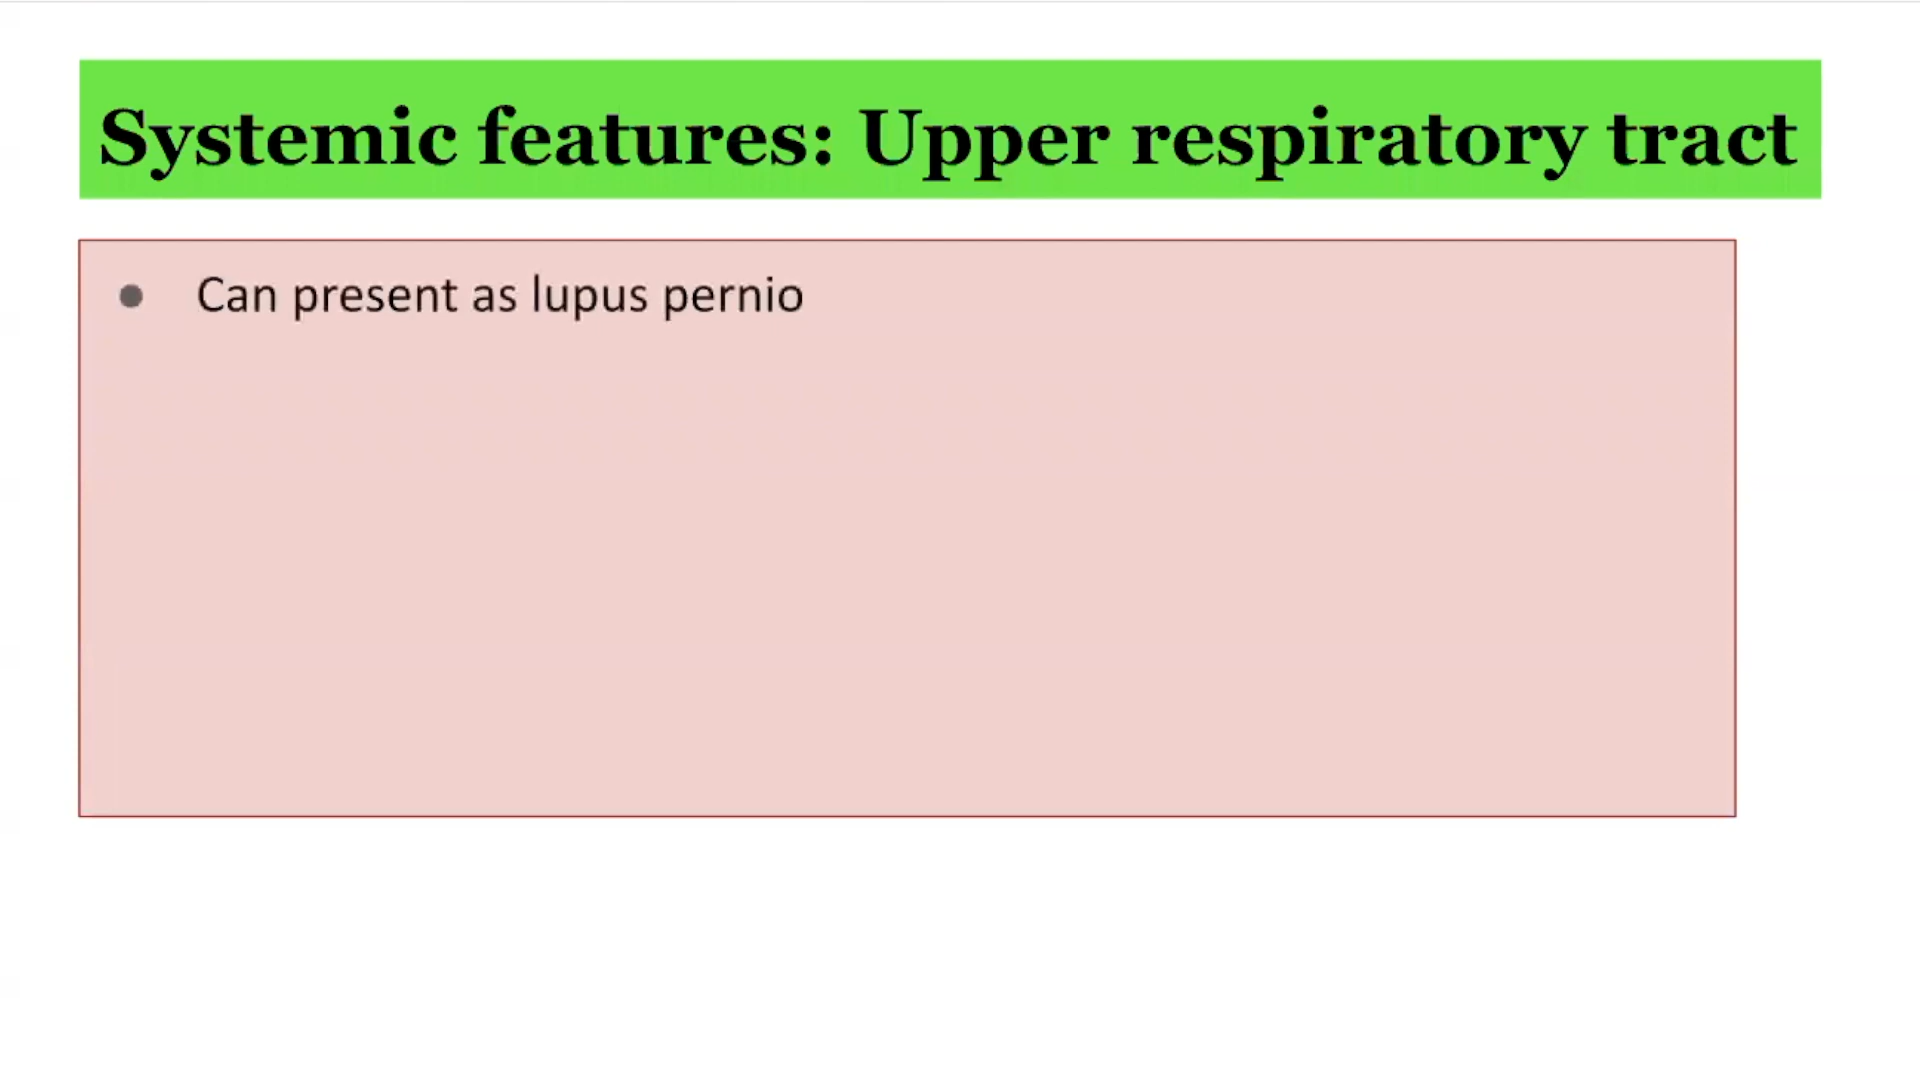 Systemic features: Upper respiratory tract
● Can present as lupus pernio